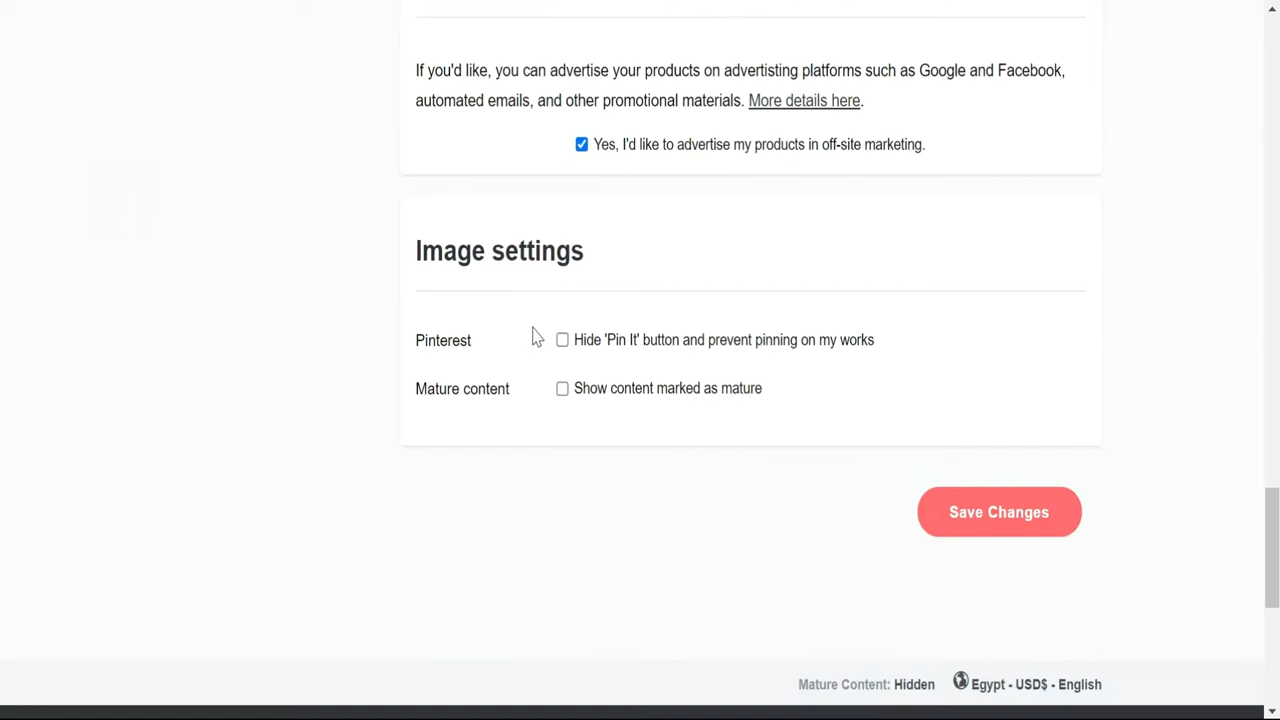 If you'd like, you can advertise your products on advertisting platforms such as Google and Facebook,
automated emails, and other promotional materials. More details here.
Yes, I'd like to advertise my products in off-site marketing.
Image settings
Pinterest Hide 'Pin It' button and prevent pinning on my works
Mature content Show content marked as mature
Save Changes
Mature Content: Hidden Egypt - USD$ - English